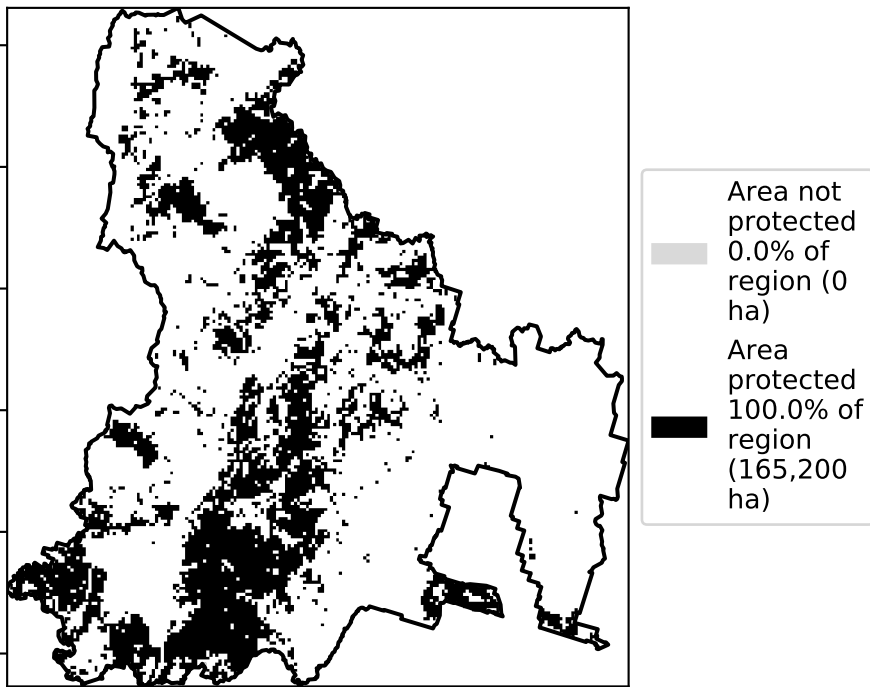 Area not
protected
0.0% of
region (0
ha)
Area
protected
100.0% of
region
(165,200
ha)